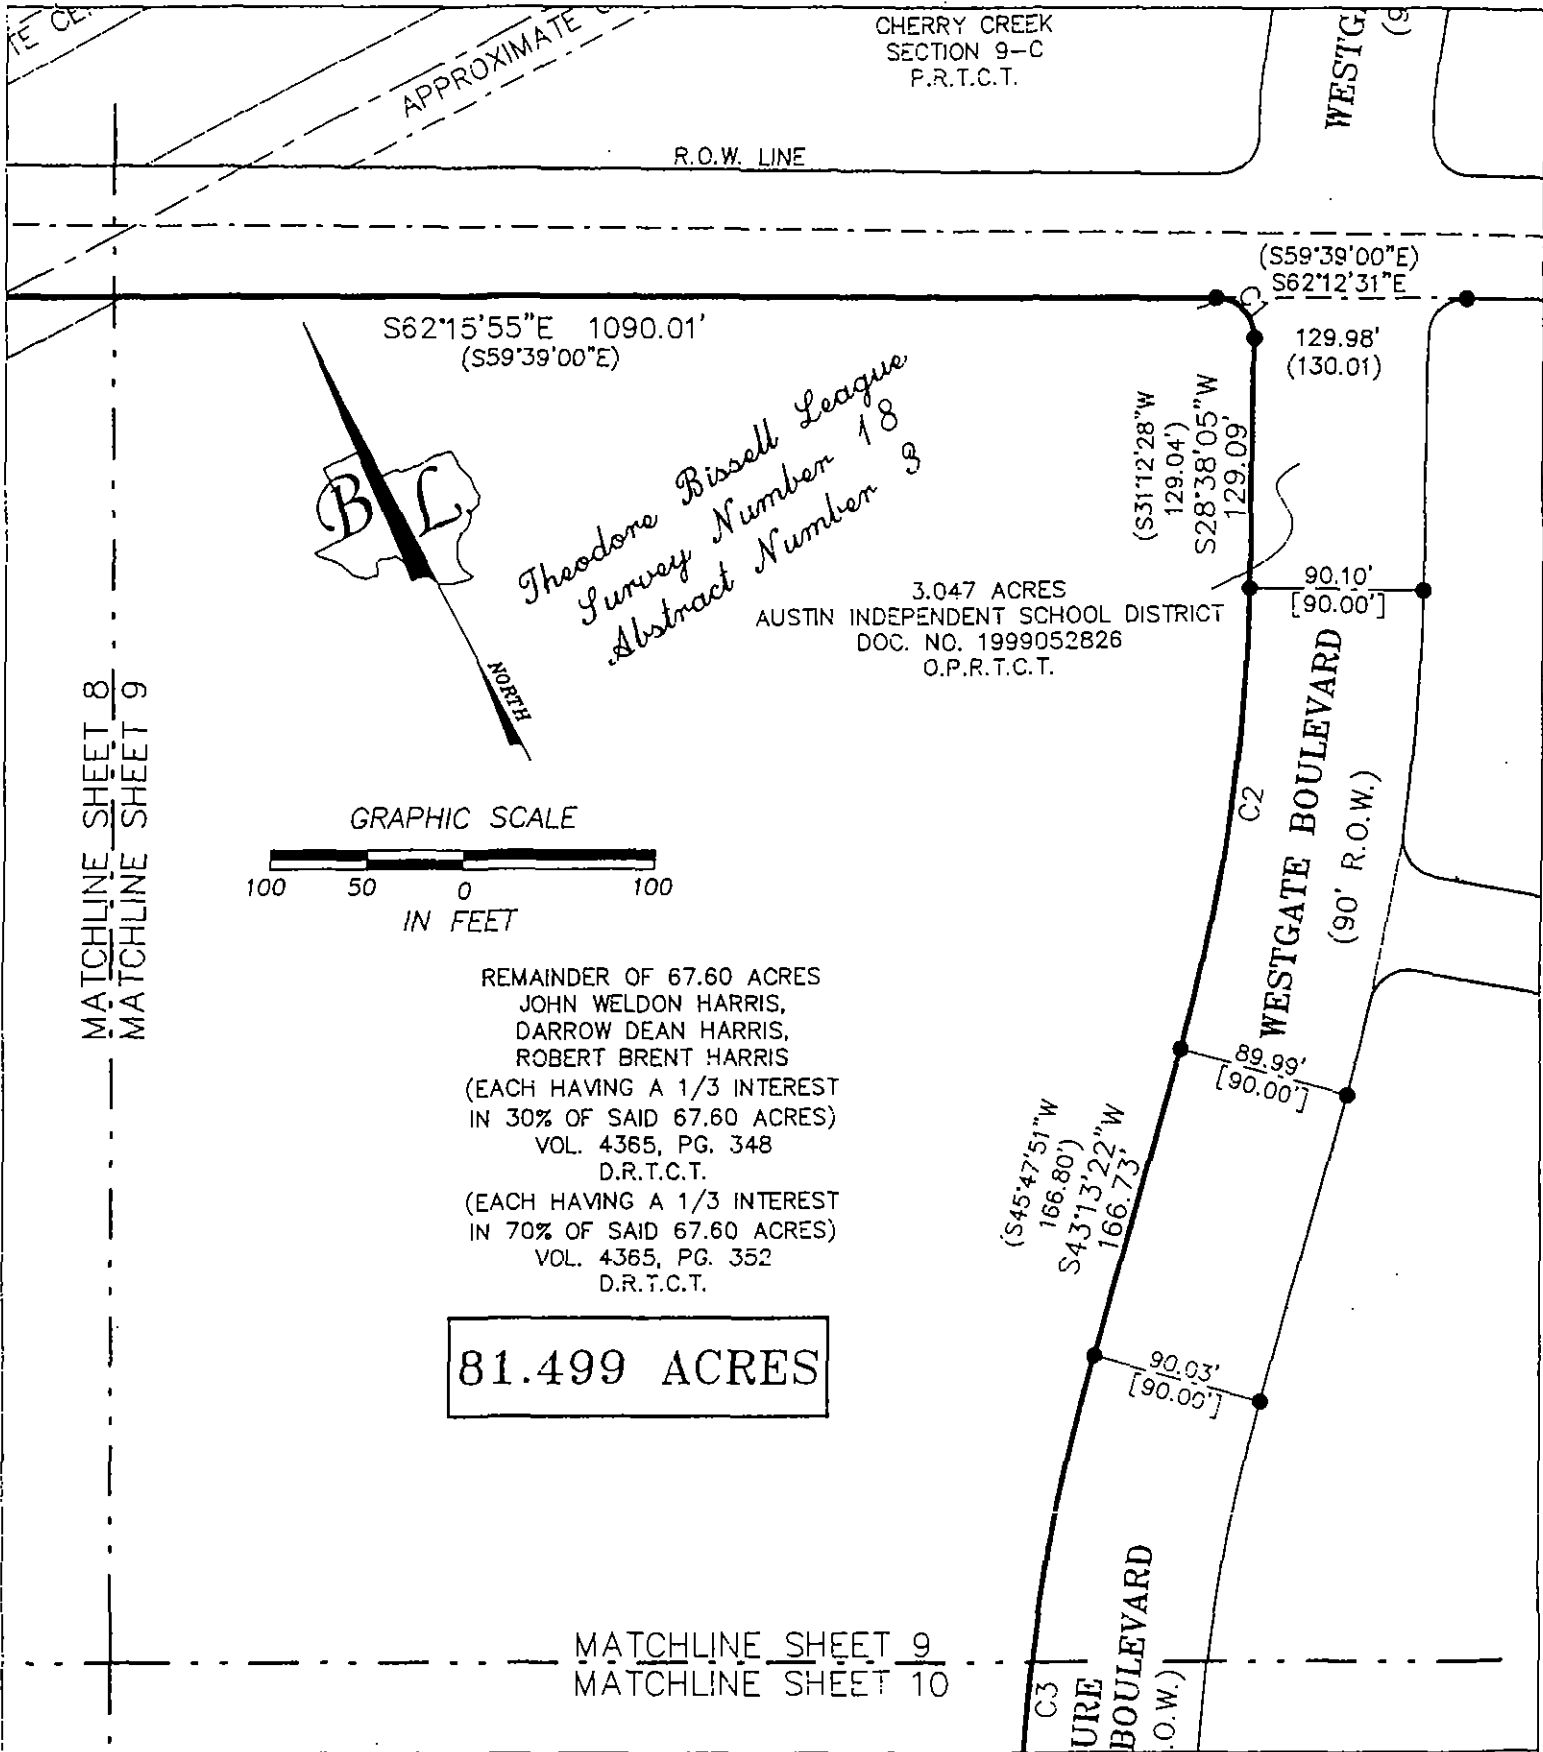 APPROXIMATE
CHERRY CREEK
SECTION 9-C
P.R.T.C.T.
R.O.W. LINE
(S59°39'00"E)
S62°12'31"E
C1
129.98'
(130.01)
S62°15'55"E 1090.01'
(S59°39'00"E)
B L
NORTH
Theodore Bissell League
Survey Number 18
Abstract Number 3
(S31°12'28"W
129.04')
S28°38'05"W
129.09'
3.047 ACRES
AUSTIN INDEPENDENT SCHOOL DISTRICT
DOC. NO. 1999052826
O.P.R.T.C.T.
90.10'
[90.00']
MATCHLINE SHEET 8
MATCHLINE SHEET 9
GRAPHIC SCALE
100 50 0 100
IN FEET
C2
WESTGATE BOULEVARD
(90' R.O.W.)
REMAINDER OF 67.60 ACRES
JOHN WELDON HARRIS,
DARROW DEAN HARRIS,
ROBERT BRENT HARRIS
(EACH HAVING A 1/3 INTEREST
IN 30% OF SAID 67.60 ACRES)
VOL. 4365, PG. 348
D.R.T.C.T.
(EACH HAVING A 1/3 INTEREST
IN 70% OF SAID 67.60 ACRES)
VOL. 4365, PG. 352
D.R.T.C.T.
89.99'
[90.00']
(S45°47'51"W
166.80')
S43°13'22"W
166.73'
81.499 ACRES
90.03'
[90.00']
MATCHLINE SHEET 9
MATCHLINE SHEET 10
C3
URE
BOULEVARD
.O.W.)